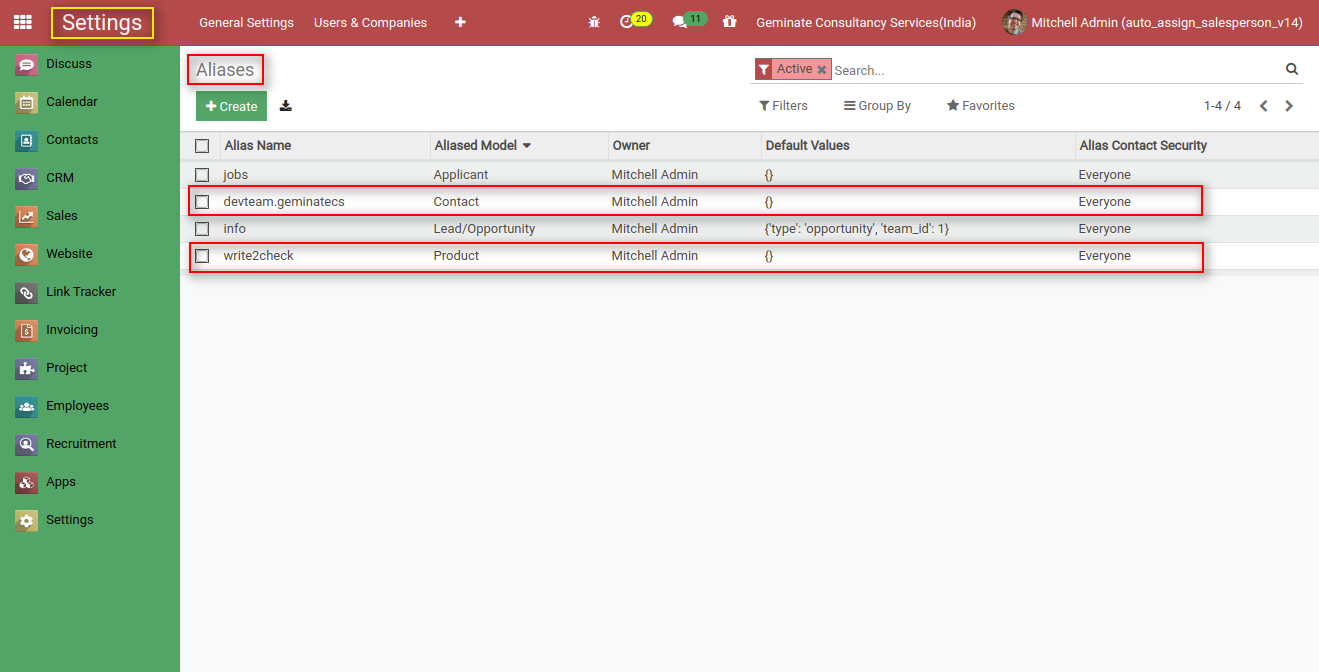 Settings General Settings Users & Companies 20 11 Geminate Consultancy Services(India) Mitchell Admin (auto_assign_salesperson_v14)
Discuss
Calendar
Contacts
CRM
Sales
Website
Link Tracker
Invoicing
Project
Employees
Recruitment
Apps
Settings
Aliases
Active Search...
Create
Filters Group By Favorites 1-4 / 4
Alias Name Aliased Model Owner Default Values Alias Contact Security
jobs Applicant Mitchell Admin {} Everyone
devteam.geminatecs Contact Mitchell Admin {} Everyone
info Lead/Opportunity Mitchell Admin {'type': 'opportunity', 'team_id': 1} Everyone
write2check Product Mitchell Admin {} Everyone